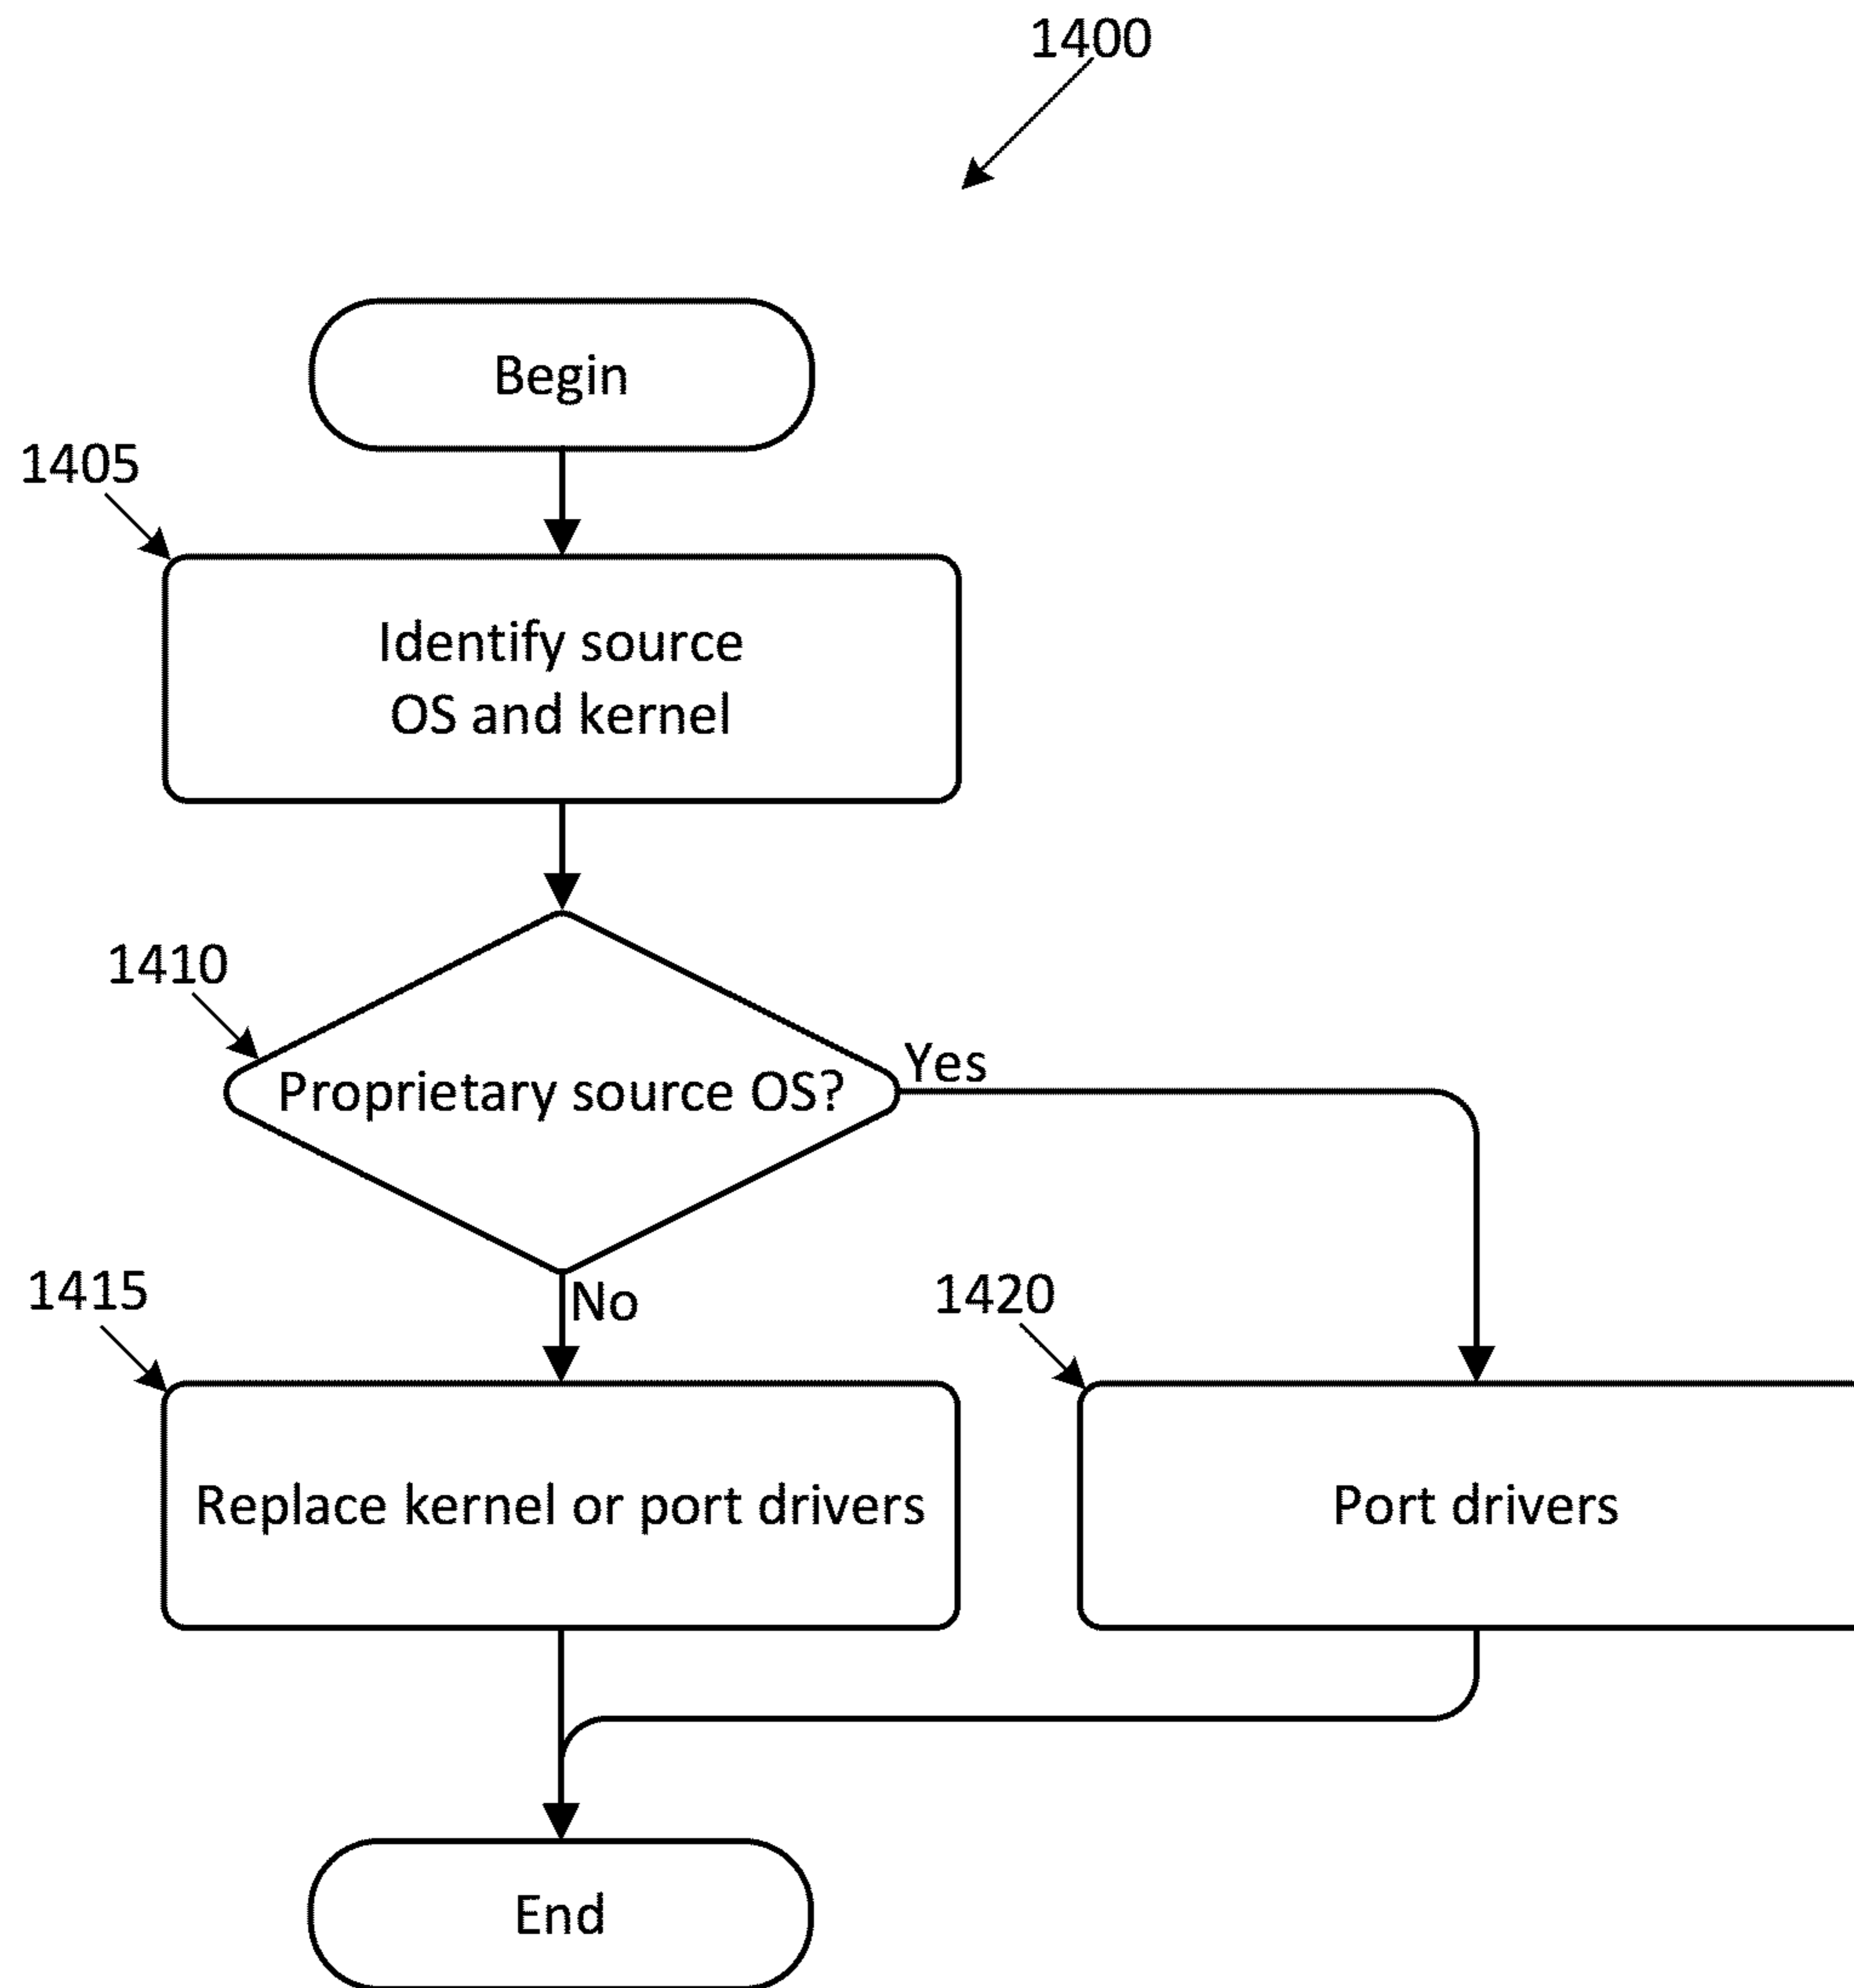 1400
Begin
1405
Identify source
OS and kernel
1410
Proprietary source OS?
Yes
No
1415
1420
Replace kernel or port drivers
Port drivers
End